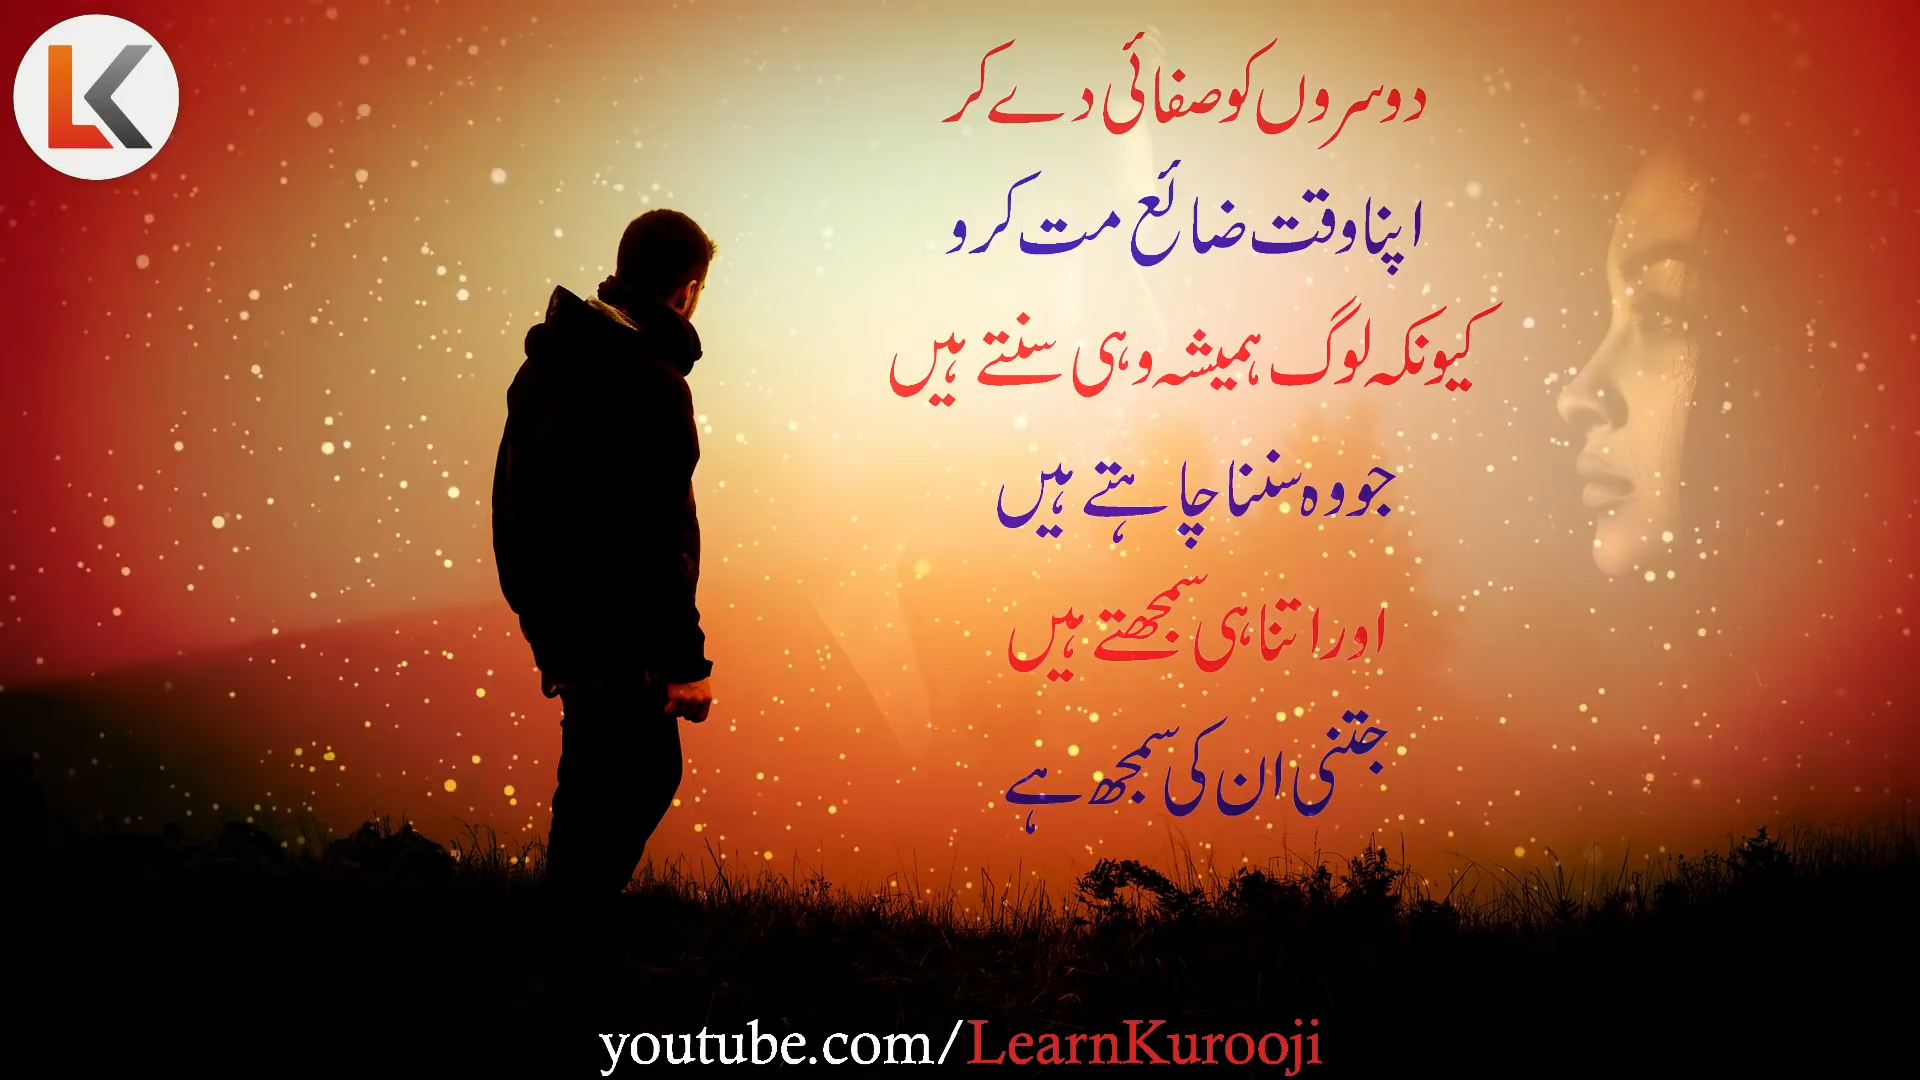 LK
دوسروں کو صفائی دے کر
اپنا وقت ضائع مت کرو
کیونکہ لوگ ہمیشہ وہی سنتے ہیں
جو وہ سننا چاہتے ہیں
اور اتنا ہی سمجھتے ہیں
جتنی ان کی سمجھ ہے
youtube.com/LearnKurooji